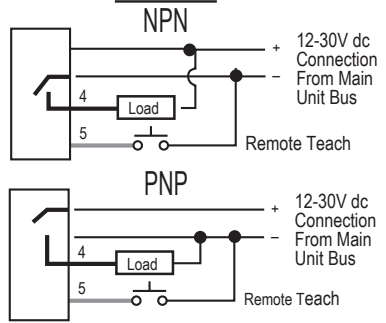 NPN
+
12-30V dc
Connection
– From Main
Unit Bus
4
Load
5
Remote Teach
PNP
+
12-30V dc
Connection
– From Main
Unit Bus
4
Load
5
Remote Teach